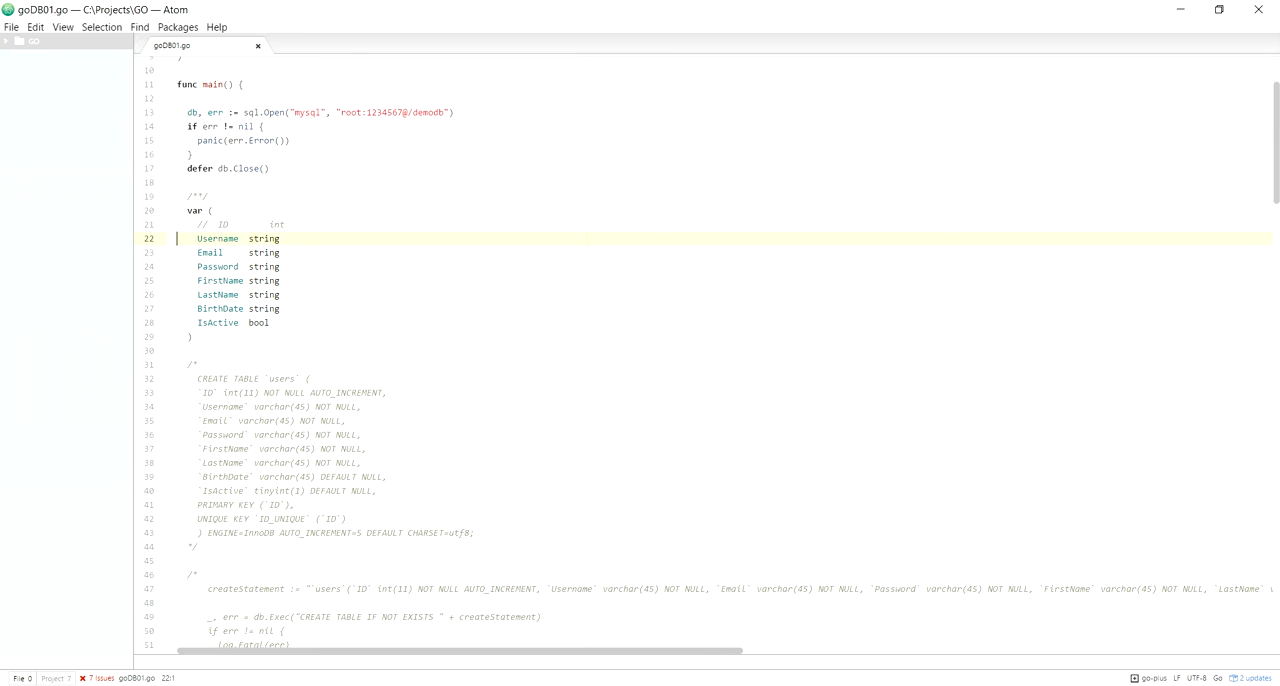 goDB01.go — C:\Projects\GO — Atom
File Edit View Selection Find Packages Help
GO
goDB01.go
9 )
10
11 func main() {
12
13 db, err := sql.Open("mysql", "root:1234567@/demodb")
14 if err != nil {
15 panic(err.Error())
16 }
17 defer db.Close()
18
19 /**/
20 var (
21 // ID int
22 Username string
23 Email string
24 Password string
25 FirstName string
26 LastName string
27 BirthDate string
28 IsActive bool
29 )
30
31 /*
32 CREATE TABLE `users` (
33 `ID` int(11) NOT NULL AUTO_INCREMENT,
34 `Username` varchar(45) NOT NULL,
35 `Email` varchar(45) NOT NULL,
36 `Password` varchar(45) NOT NULL,
37 `FirstName` varchar(45) NOT NULL,
38 `LastName` varchar(45) NOT NULL,
39 `BirthDate` varchar(45) DEFAULT NULL,
40 `IsActive` tinyint(1) DEFAULT NULL,
41 PRIMARY KEY (`ID`),
42 UNIQUE KEY `ID_UNIQUE` (`ID`)
43 ) ENGINE=InnoDB AUTO_INCREMENT=5 DEFAULT CHARSET=utf8;
44 */
45
46 /*
47 createStatement := "`users`(`ID` int(11) NOT NULL AUTO_INCREMENT, `Username` varchar(45) NOT NULL, `Email` varchar(45) NOT NULL, `Password` varchar(45) NOT NULL, `FirstName` varchar(45) NOT NULL, `LastName` v
48
49 _, err = db.Exec("CREATE TABLE IF NOT EXISTS " + createStatement)
50 if err != nil {
51 log.Fatal(err)
File 0 Project 7 7 Issues goDB01.go 22:1 go-plus LF UTF-8 Go 2 updates